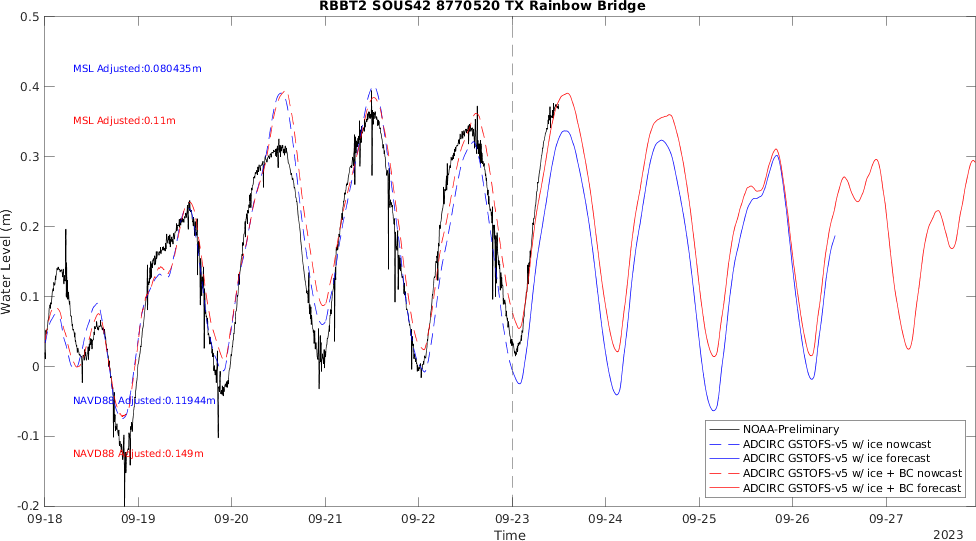 RBBT2 SOUS42 8770520 TX Rainbow Bridge
0.5
0.4
0.3
0.2
0.1
0
-0.1
-0.2
Water Level (m)
MSL Adjusted:0.080435m
MSL Adjusted:0.11m
NAVD88 Adjusted:0.11944m
NAVD88 Adjusted:0.149m
NOAA-Preliminary
ADCIRC GSTOFS-v5 w/ ice nowcast
ADCIRC GSTOFS-v5 w/ ice forecast
ADCIRC GSTOFS-v5 w/ ice + BC nowcast
ADCIRC GSTOFS-v5 w/ ice + BC forecast
09-18 09-19 09-20 09-21 09-22 09-23 09-24 09-25 09-26 09-27
Time
2023